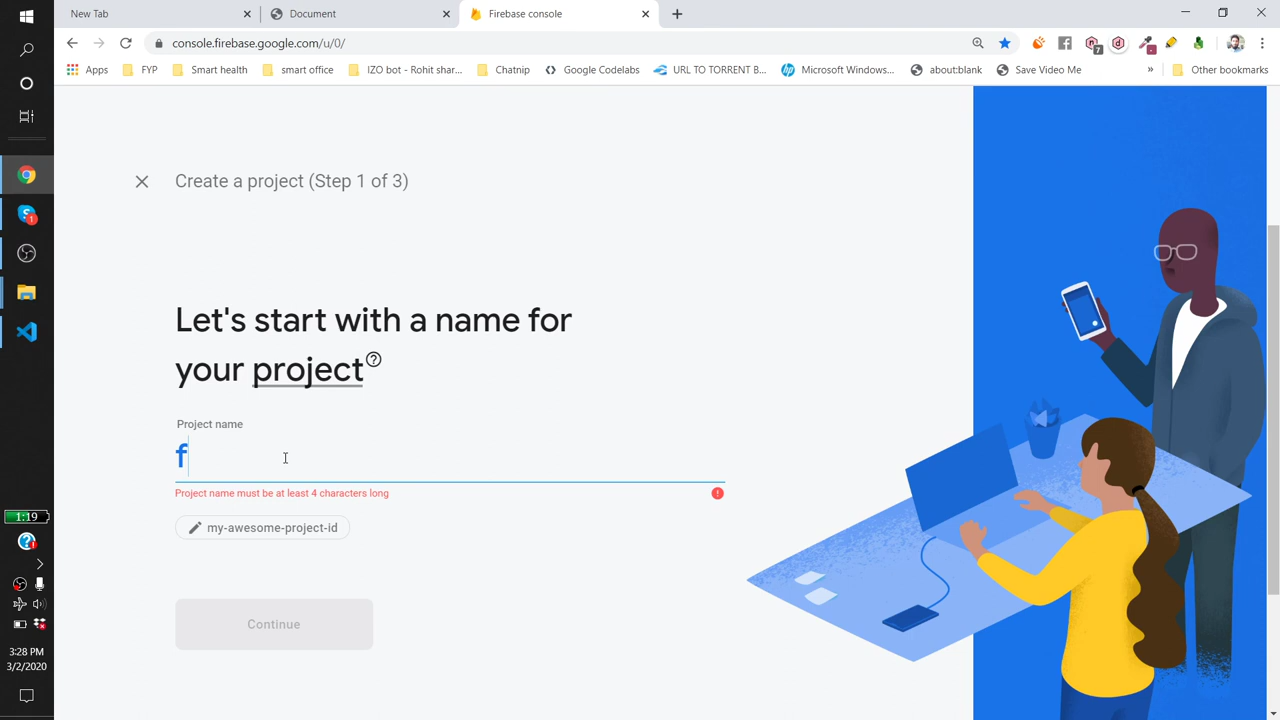 New Tab
Document
Firebase console
console.firebase.google.com/u/0/
7
Apps
FYP
Smart health
smart office
IZO bot - Rohit shar...
Chatnip
Google Codelabs
URL TO TORRENT B...
Microsoft Windows...
about:blank
Save Video Me
»
Other bookmarks
Create a project (Step 1 of 3)
Let's start with a name for
your project
Project name
f
Project name must be at least 4 characters long
my-awesome-project-id
Continue
1
1:19
3:28 PM
3/2/2020